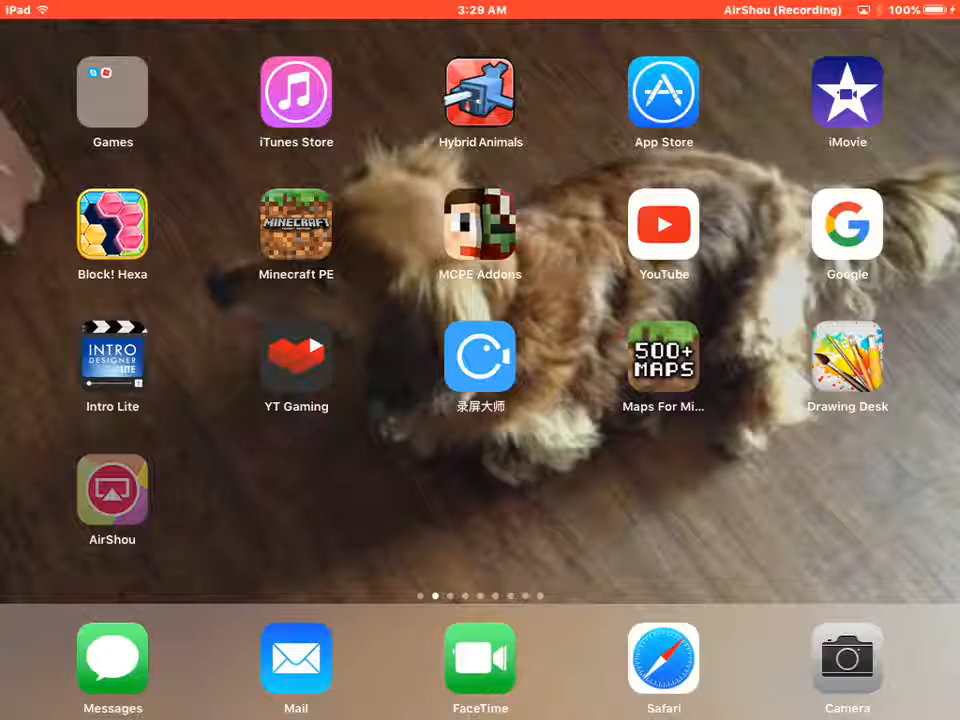 iPad 3:29 AM AirShou (Recording) 100%
Games iTunes Store Hybrid Animals App Store iMovie
MINECRAFT
Block! Hexa Minecraft PE MCPE Addons YouTube Google
INTRO
DESIGNER
LITE
500+
MAPS
Intro Lite YT Gaming 录屏大师 Maps For Mi... Drawing Desk
AirShou
Messages Mail FaceTime Safari Camera